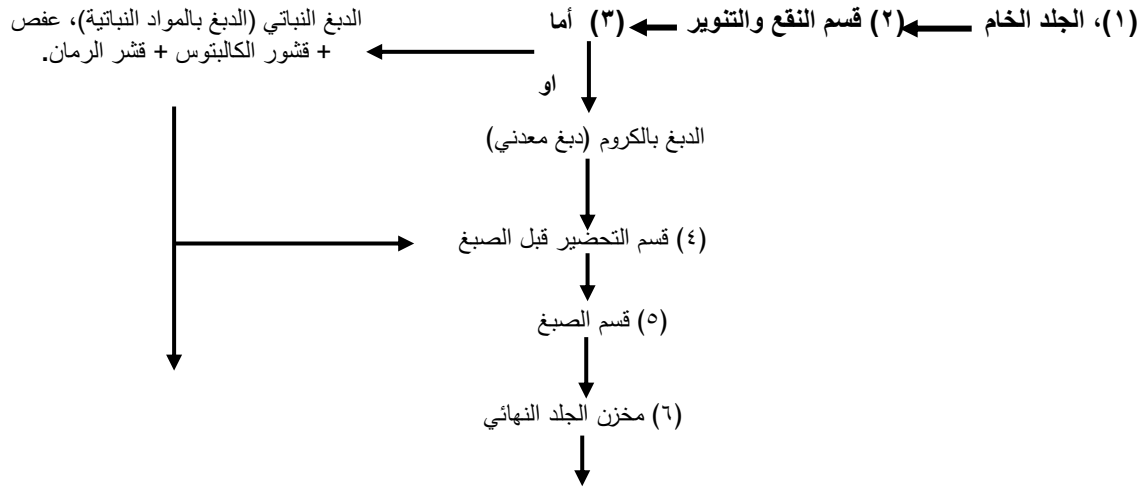 (١)، الجلد الخام (٢) قسم النقع والتنوير (٣) أما
الدبغ النباتي (الدبغ بالمواد النباتية)، عفص
+ قشور الكالبتوس + قشر الرمان.
او
الدبغ بالكروم (دبغ معدني)
(٤) قسم التحضير قبل الصبغ
(٥) قسم الصبغ
(٦) مخزن الجلد النهائي